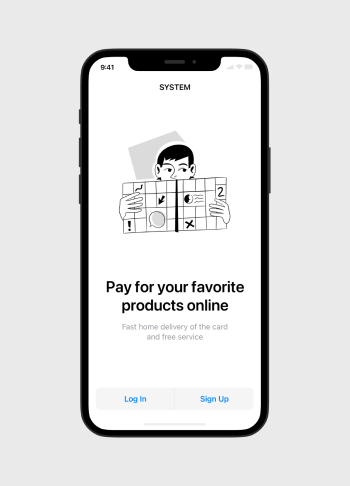 9:41
SYSTEM
2
!
Pay for your favorite
products online
Fast home delivery of the card
and free service
Log In
Sign Up